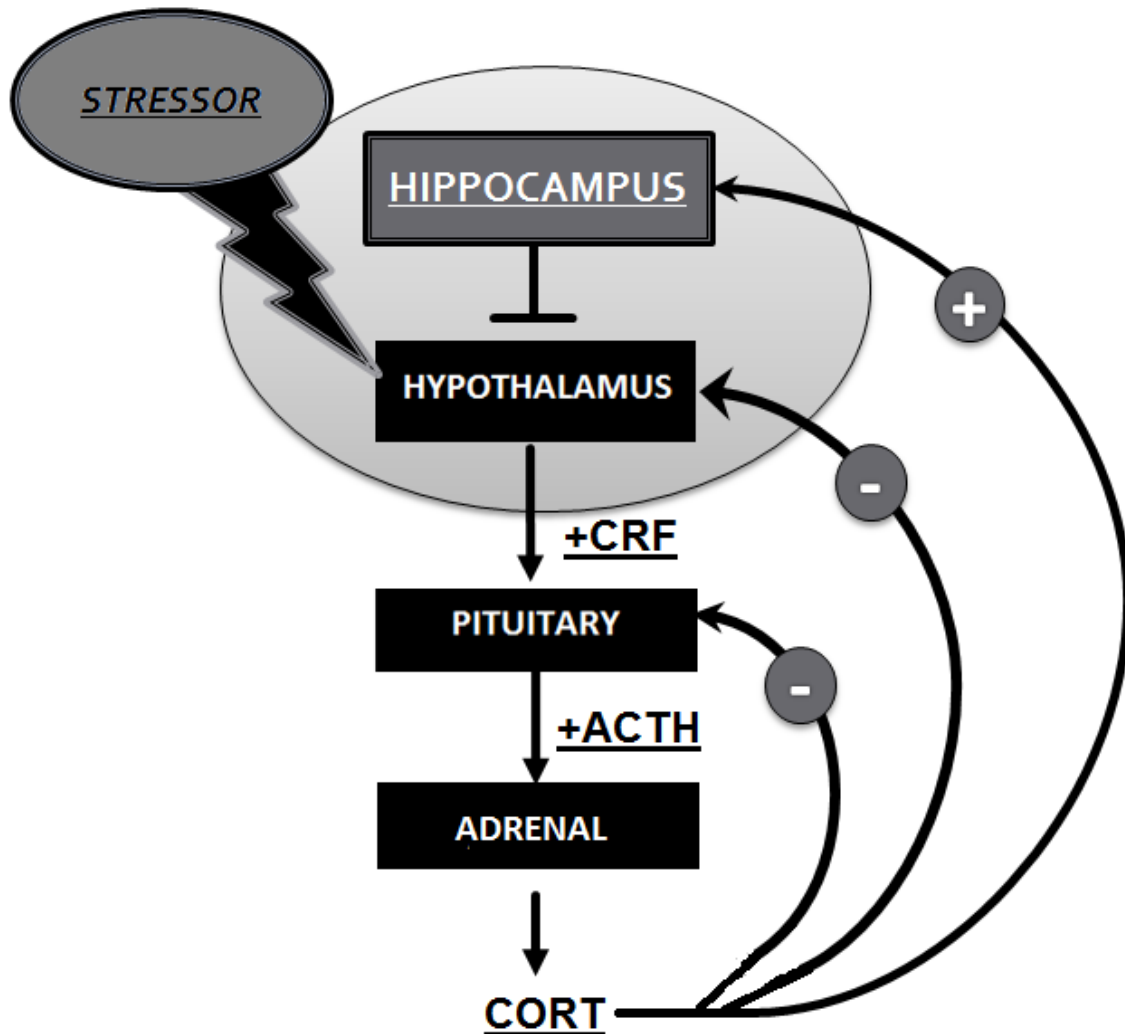 STRESSOR
HIPPOCAMPUS
+
HYPOTHALAMUS
-
+CRF
PITUITARY
-
+ACTH
ADRENAL
CORT